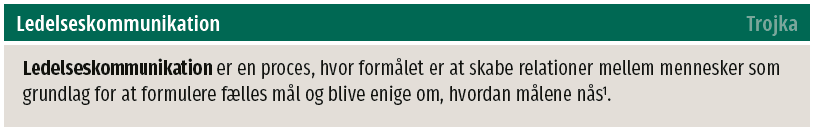 Ledelseskommunikation Trojka
Ledelseskommunikation er en proces, hvor formålet er at skabe relationer mellem mennesker som
grundlag for at formulere fælles mål og blive enige om, hvordan målene nås¹.